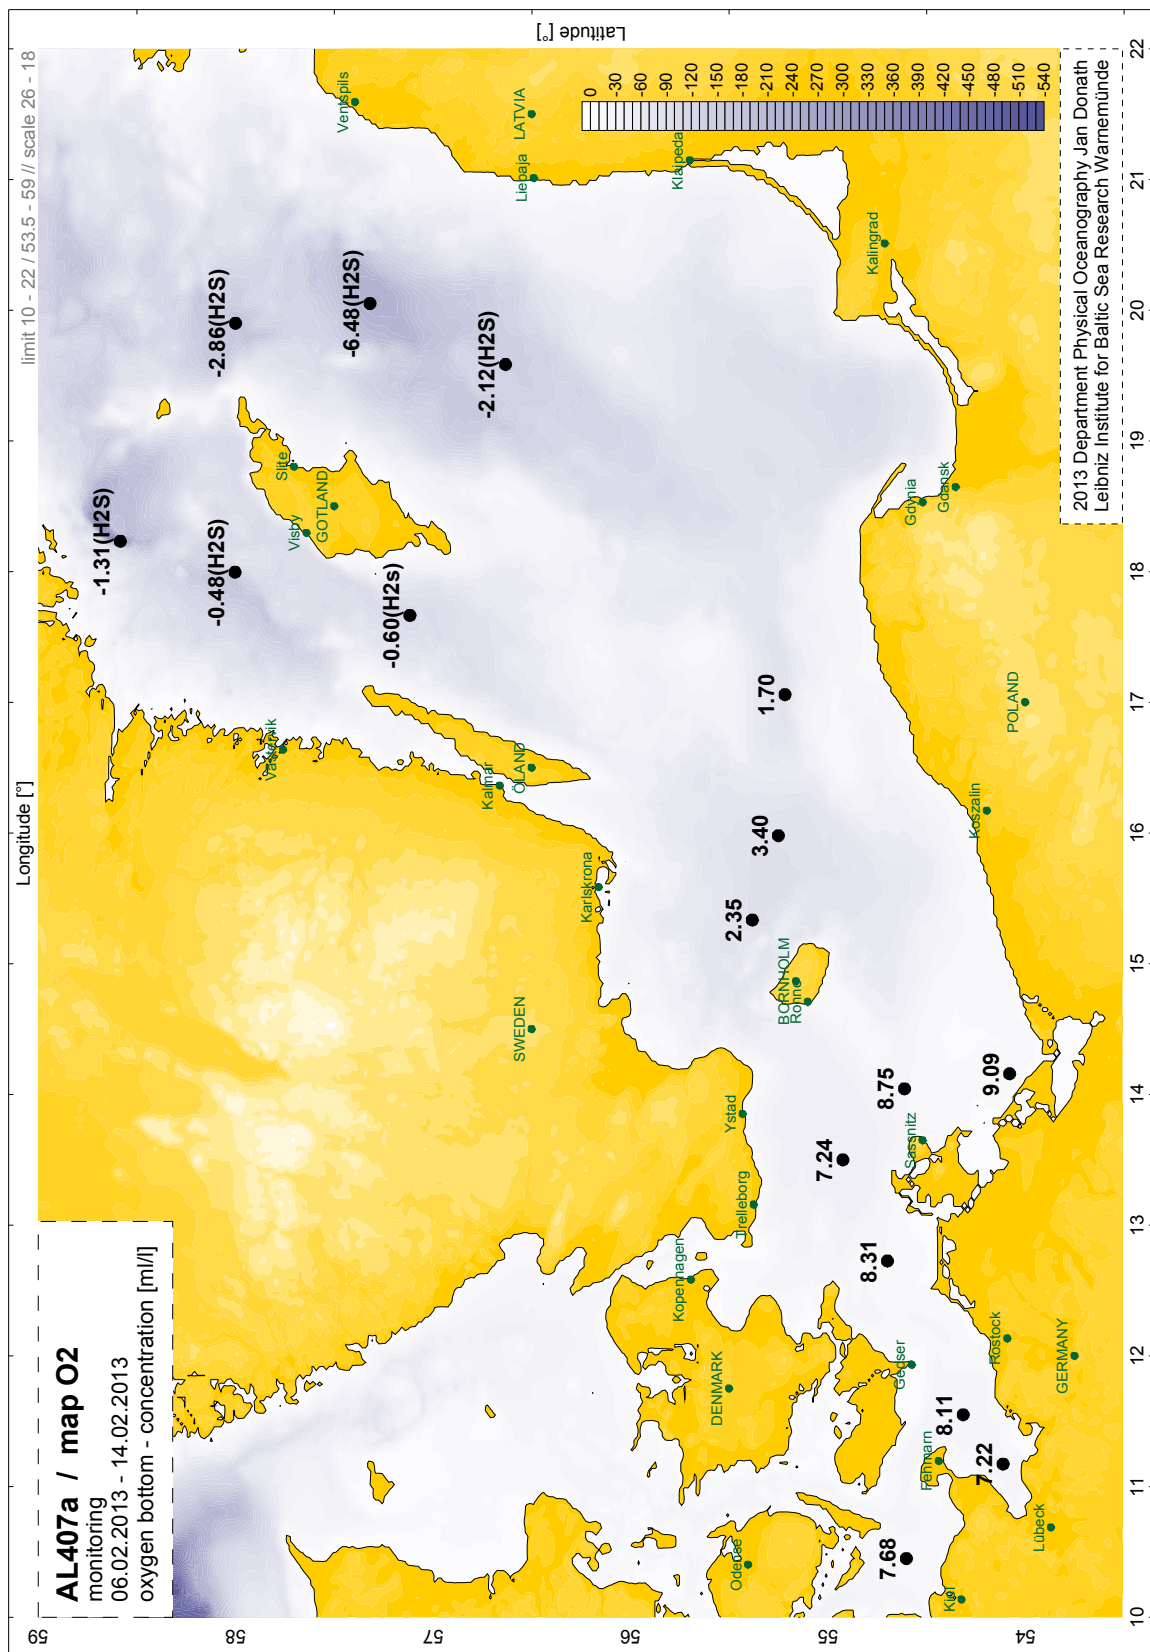 limit 10 - 22 / 53.5 - 59 // scale 26 - 18
Longitude [°]
Latitude [°]
AL407a / map O2
monitoring
06.02.2013 - 14.02.2013
oxygen bottom - concentration [ml/l]
10
11
12
13
14
15
16
17
18
19
20
21
22
59
58
57
56
55
54
-1.31(H2S)
-0.48(H2S)
-2.86(H2S)
-6.48(H2S)
-2.12(H2S)
-0.60(H2s)
1.70
3.40
2.35
8.75
9.09
7.24
8.31
8.11
7.22
7.68
Ventspils
LATVIA
Liepaja
Klaipeda
Kalingrad
Slite
GOTLAND
Visby
Västervik
Kalmar
ÖLAND
Karlskrona
SWEDEN
BORNHOLM
Ronne
Ystad
Trelleborg
Kopenhagen
DENMARK
Odense
Gedser
Fehmarn
Kiel
Lübeck
Rostock
GERMANY
Sassnitz
Koszalin
POLAND
Gdynia
Gdansk
0
-30
-60
-90
-120
-150
-180
-210
-240
-270
-300
-330
-360
-390
-420
-450
-480
-510
-540
2013 Department Physical Oceanography Jan Donath
Leibniz Institute for Baltic Sea Research Warnemünde